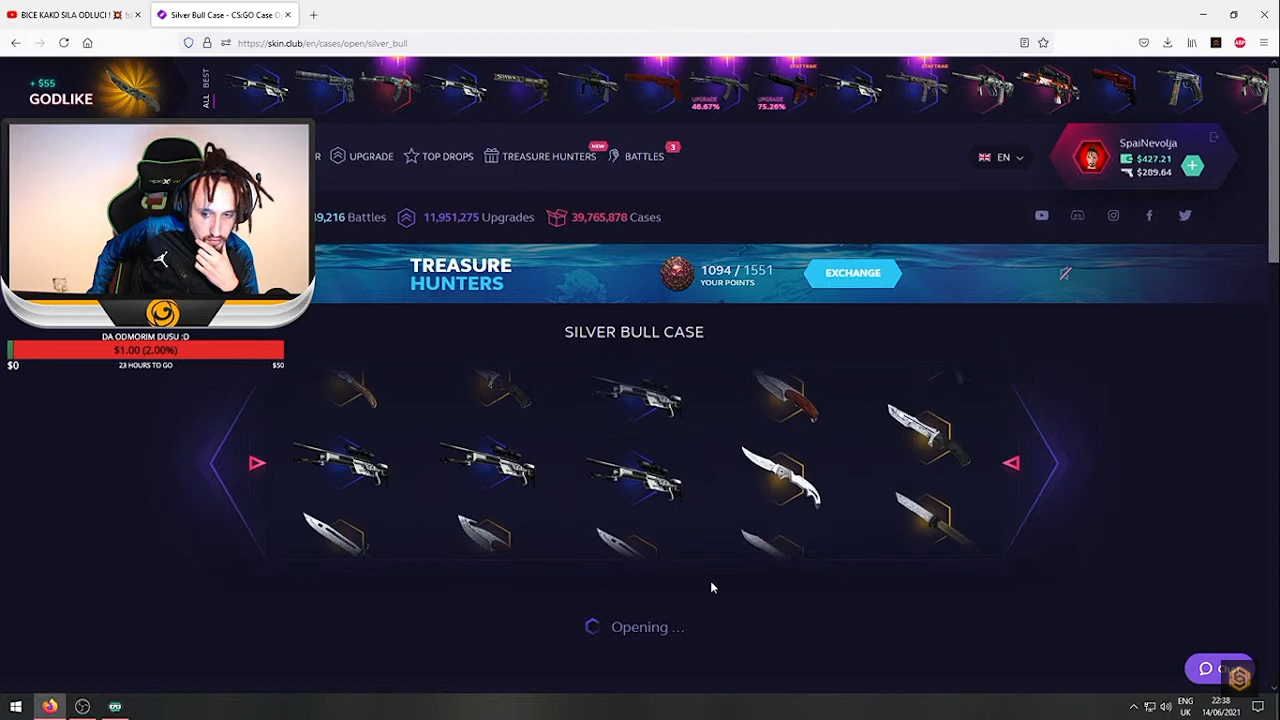 BICE KAKO SILA ODLUCI !
Silver Bull Case - CS:GO Case O
https://skin.club/en/cases/open/silver_bull
+ $55
GODLIKE
ALL BEST
UPGRADE
46.67%
UPGRADE
75.26%
STATTRAK
STATTRAK
UPGRADE
TOP DROPS
TREASURE HUNTERS
NEW
BATTLES
3
EN
SpaiNevolja
$427.21
$289.64
49,216 Battles
11,951,275 Upgrades
39,765,878 Cases
TREASURE
HUNTERS
1094 / 1551
YOUR POINTS
EXCHANGE
SILVER BULL CASE
DA ODMORIM DUSU :D
$1.00 (2.00%)
$0
23 HOURS TO GO
$50
Opening ...
ENG
UK
22:38
14/06/2021